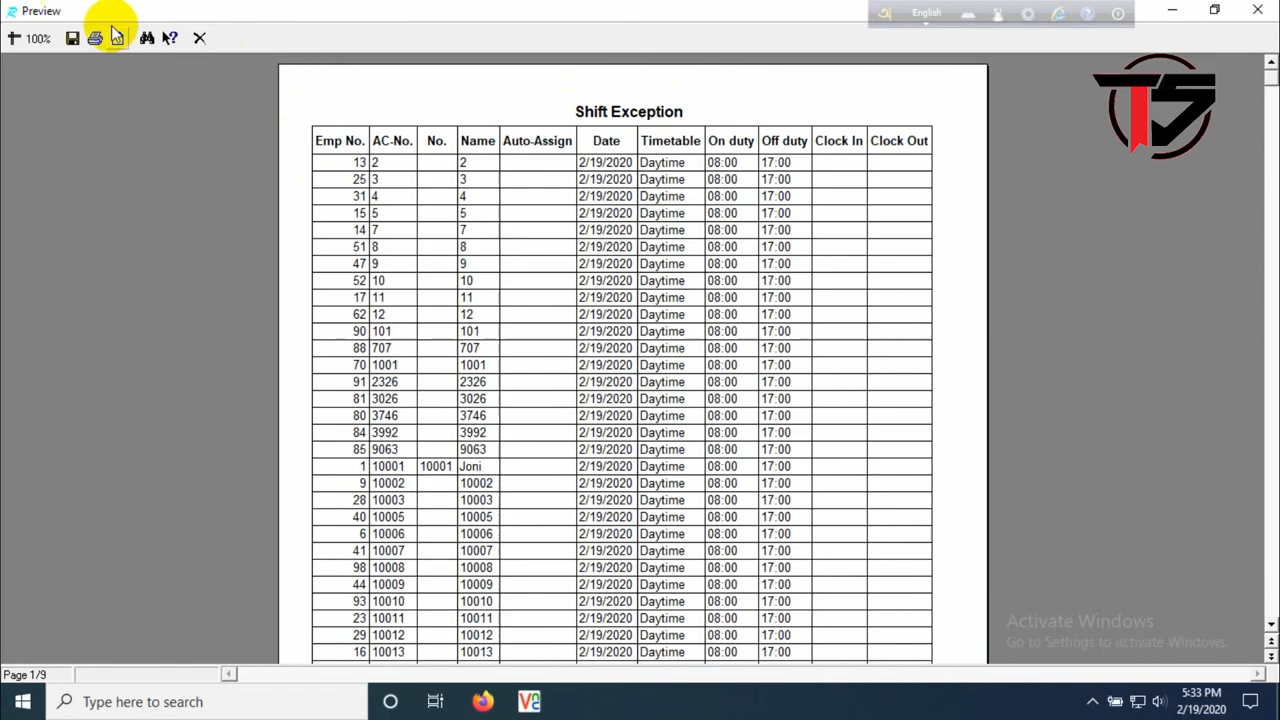 Preview
English
100%
TS
Shift Exception
Emp No. AC-No. No. Name Auto-Assign Date Timetable On duty Off duty Clock In Clock Out
13 2 2 2/19/2020 Daytime 08:00 17:00
25 3 3 2/19/2020 Daytime 08:00 17:00
31 4 4 2/19/2020 Daytime 08:00 17:00
15 5 5 2/19/2020 Daytime 08:00 17:00
14 7 7 2/19/2020 Daytime 08:00 17:00
51 8 8 2/19/2020 Daytime 08:00 17:00
47 9 9 2/19/2020 Daytime 08:00 17:00
52 10 10 2/19/2020 Daytime 08:00 17:00
17 11 11 2/19/2020 Daytime 08:00 17:00
62 12 12 2/19/2020 Daytime 08:00 17:00
90 101 101 2/19/2020 Daytime 08:00 17:00
88 707 707 2/19/2020 Daytime 08:00 17:00
70 1001 1001 2/19/2020 Daytime 08:00 17:00
91 2326 2326 2/19/2020 Daytime 08:00 17:00
81 3026 3026 2/19/2020 Daytime 08:00 17:00
80 3746 3746 2/19/2020 Daytime 08:00 17:00
84 3992 3992 2/19/2020 Daytime 08:00 17:00
85 9063 9063 2/19/2020 Daytime 08:00 17:00
1 10001 10001 Joni 2/19/2020 Daytime 08:00 17:00
9 10002 10002 2/19/2020 Daytime 08:00 17:00
28 10003 10003 2/19/2020 Daytime 08:00 17:00
40 10005 10005 2/19/2020 Daytime 08:00 17:00
6 10006 10006 2/19/2020 Daytime 08:00 17:00
41 10007 10007 2/19/2020 Daytime 08:00 17:00
98 10008 10008 2/19/2020 Daytime 08:00 17:00
44 10009 10009 2/19/2020 Daytime 08:00 17:00
93 10010 10010 2/19/2020 Daytime 08:00 17:00
23 10011 10011 2/19/2020 Daytime 08:00 17:00
29 10012 10012 2/19/2020 Daytime 08:00 17:00
16 10013 10013 2/19/2020 Daytime 08:00 17:00
Activate Windows
Go to Settings to activate Windows.
Page 1/9
Type here to search
5:33 PM
2/19/2020